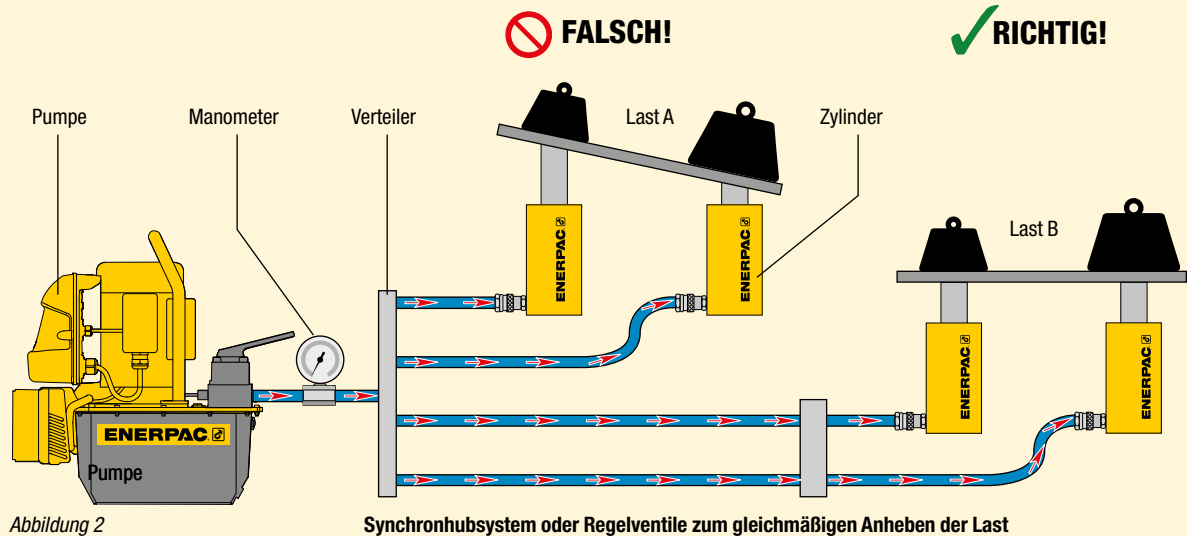 FALSCH!
RICHTIG!
Pumpe
Manometer
Verteiler
Last A
Zylinder
Last B
ENERPAC
ENERPAC
ENERPAC
ENERPAC
ENERPAC
Pumpe
Abbildung 2
Synchronhubsystem oder Regelventile zum gleichmäßigen Anheben der Last